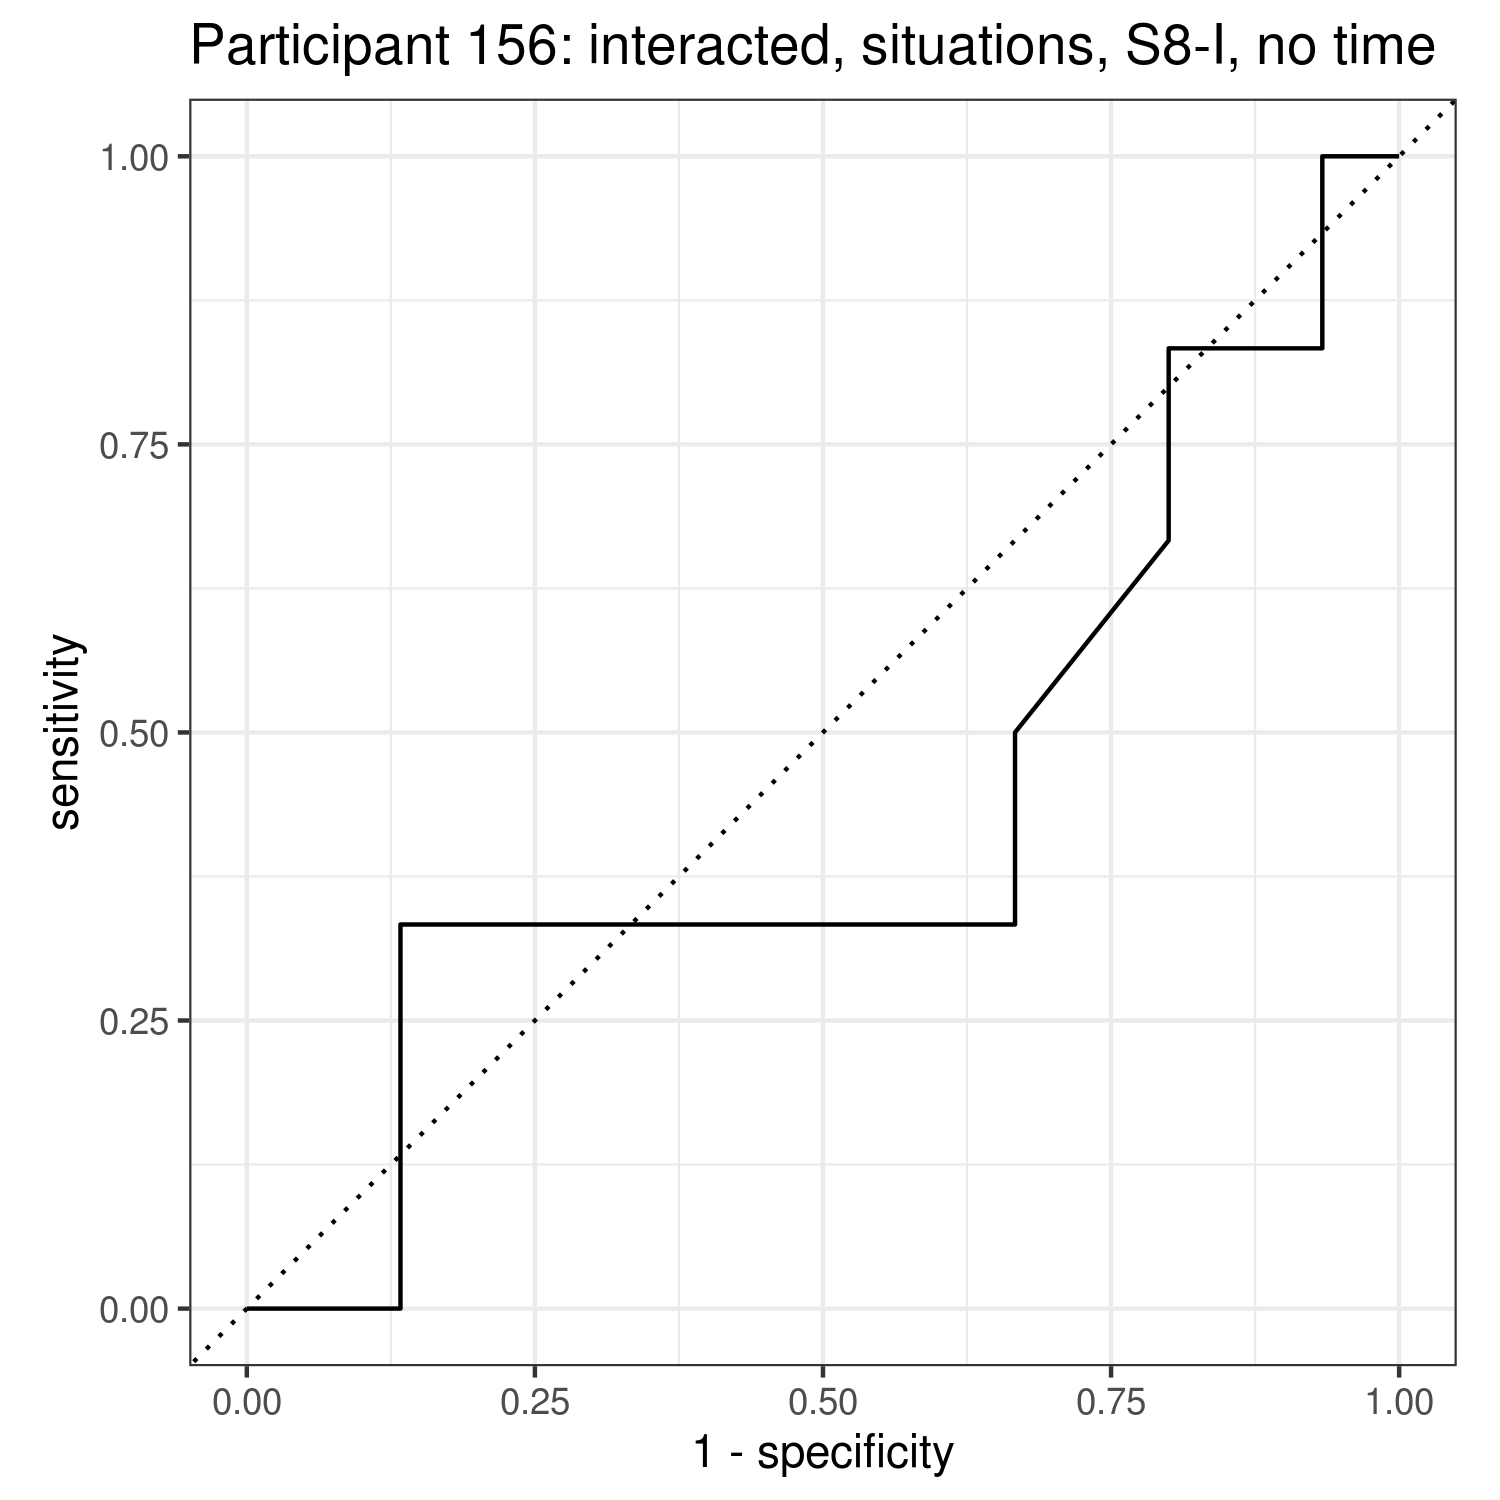 Participant 156: interacted, situations, S8-I, no time
1.00
0.75
0.50
0.25
0.00
sensitivity
0.00 0.25 0.50 0.75 1.00
1 - specificity